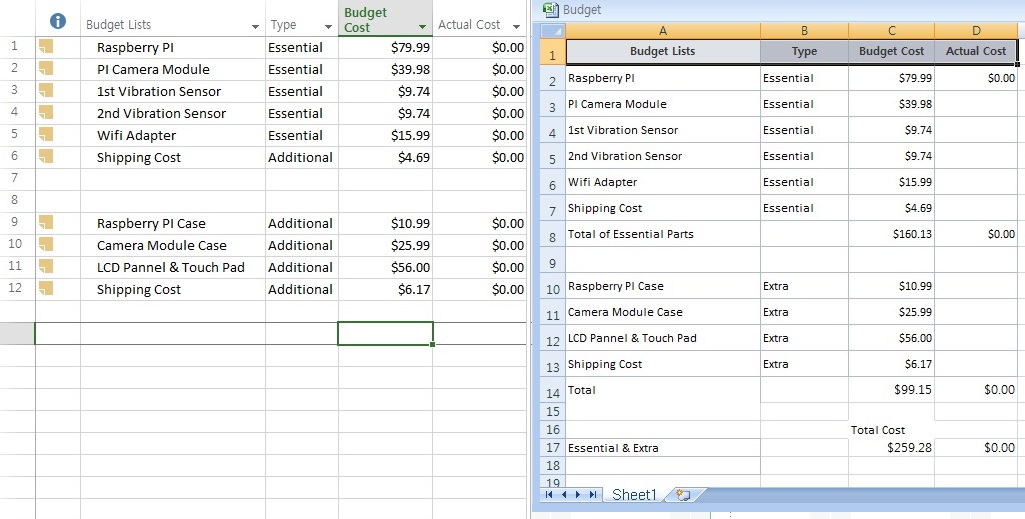 Budget Lists Type Budget Cost Actual Cost
1 Raspberry PI Essential $79.99 $0.00
2 PI Camera Module Essential $39.98 $0.00
3 1st Vibration Sensor Essential $9.74 $0.00
4 2nd Vibration Sensor Essential $9.74 $0.00
5 Wifi Adapter Essential $15.99 $0.00
6 Shipping Cost Additional $4.69 $0.00
7
8
9 Raspberry PI Case Additional $10.99 $0.00
10 Camera Module Case Additional $25.99 $0.00
11 LCD Pannel & Touch Pad Additional $56.00 $0.00
12 Shipping Cost Additional $6.17 $0.00
Budget
A B C D
1 Budget Lists Type Budget Cost Actual Cost
2 Raspberry PI Essential $79.99 $0.00
3 PI Camera Module Essential $39.98
4 1st Vibration Sensor Essential $9.74
5 2nd Vibration Sensor Essential $9.74
6 Wifi Adapter Essential $15.99
7 Shipping Cost Essential $4.69
8 Total of Essential Parts $160.13 $0.00
9
10 Raspberry PI Case Extra $10.99
11 Camera Module Case Extra $25.99
12 LCD Pannel & Touch Pad Extra $56.00
13 Shipping Cost Extra $6.17
14 Total $99.15 $0.00
15
16 Total Cost
17 Essential & Extra $259.28 $0.00
18
19
Sheet1